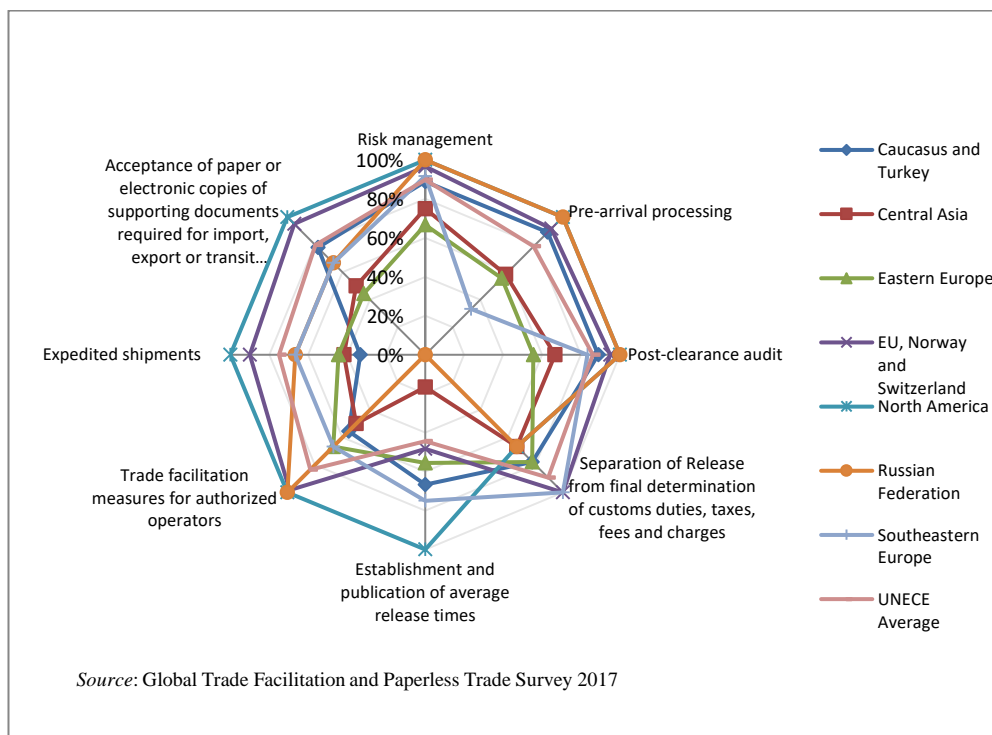 Risk management
100%
80%
60%
40%
20%
0%
Acceptance of paper or
electronic copies of
supporting documents
required for import,
export or transit...
Pre-arrival processing
Expedited shipments
Post-clearance audit
Trade facilitation
measures for authorized
operators
Separation of Release
from final determination
of customs duties, taxes,
fees and charges
Establishment and
publication of average
release times
Caucasus and
Turkey
Central Asia
Eastern Europe
EU, Norway
and
Switzerland
North America
Russian
Federation
Southeastern
Europe
UNECE
Average
Source: Global Trade Facilitation and Paperless Trade Survey 2017